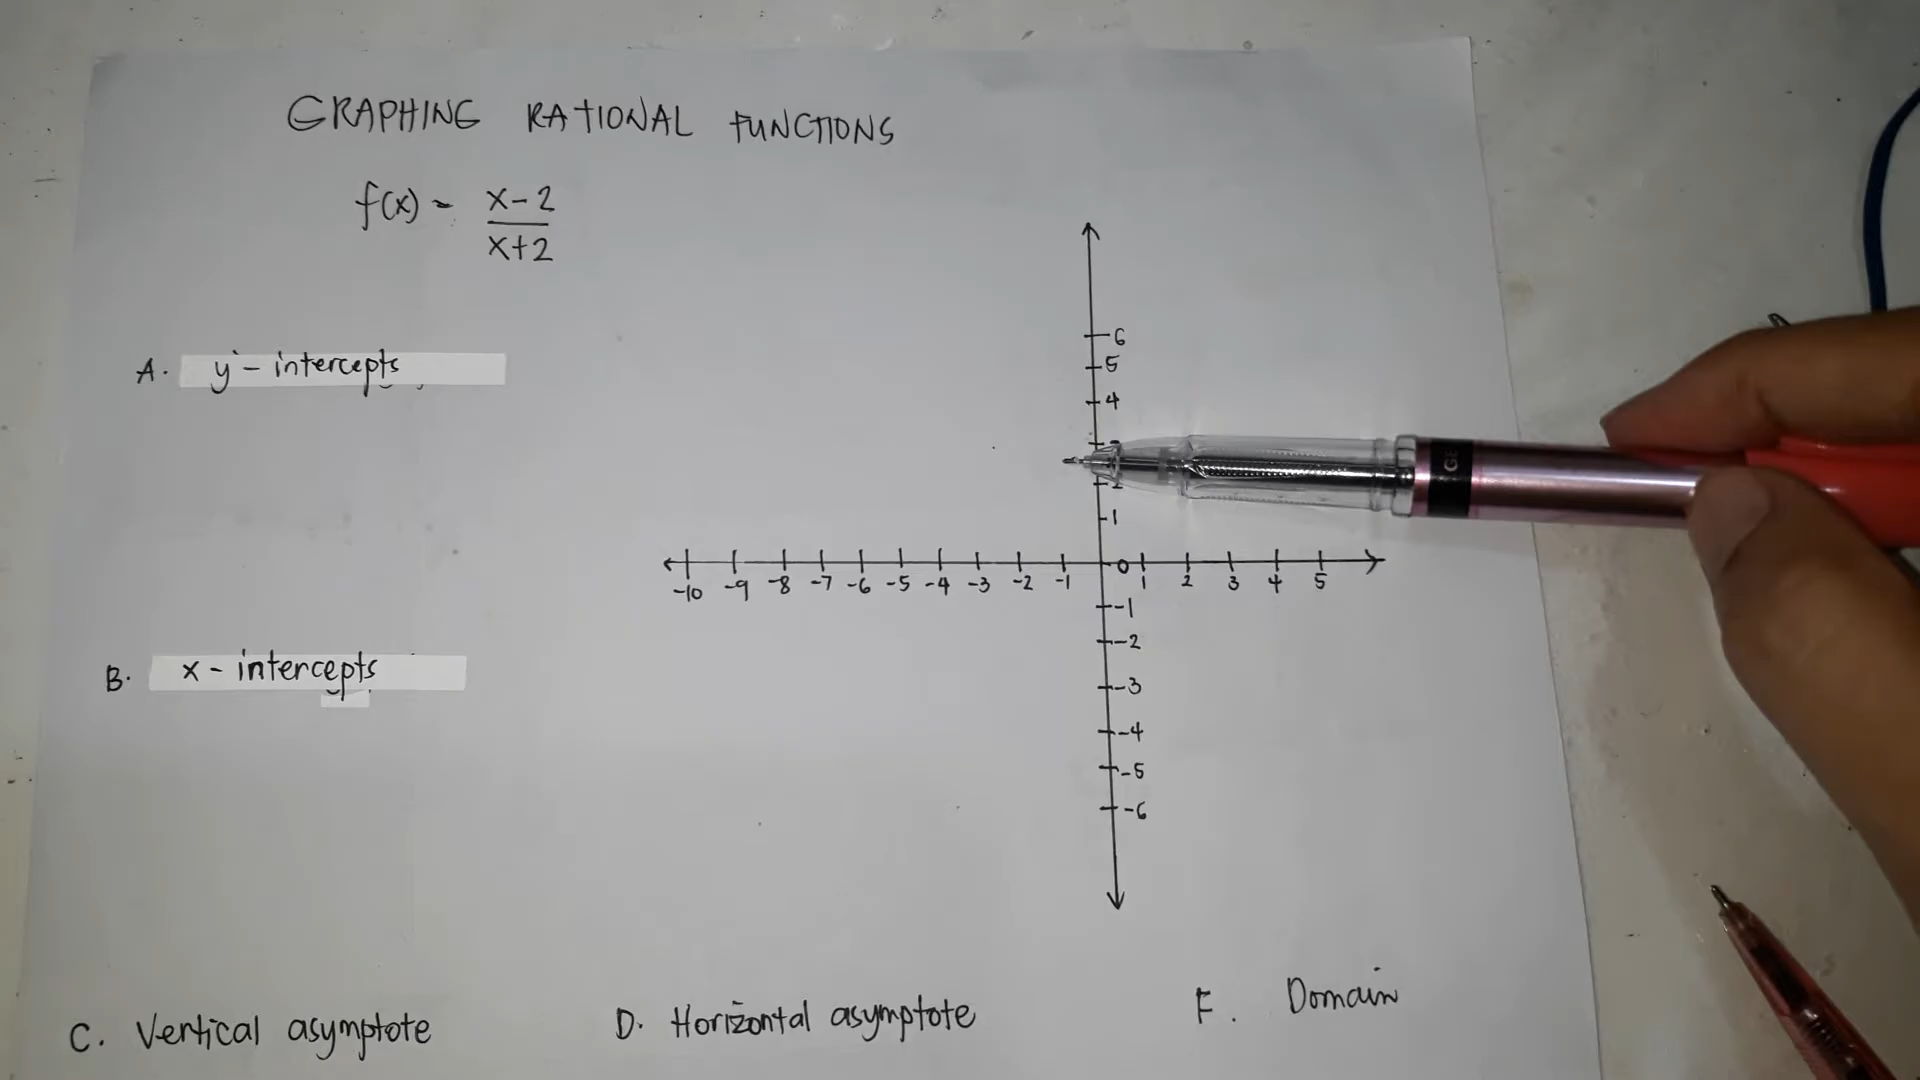 GRAPHING RATIONAL FUNCTIONS
f(x) = x-2
x+2
6
5
A. y - intercepts
4
1
0 1 2 3 4 5
-10 -9 -8 -7 -6 -5 -4 -3 -2 -1
-1
-2
B. x - intercepts
-3
-4
-5
-6
C. Vertical asymptote
D. Horizontal asymptote
E. Domain